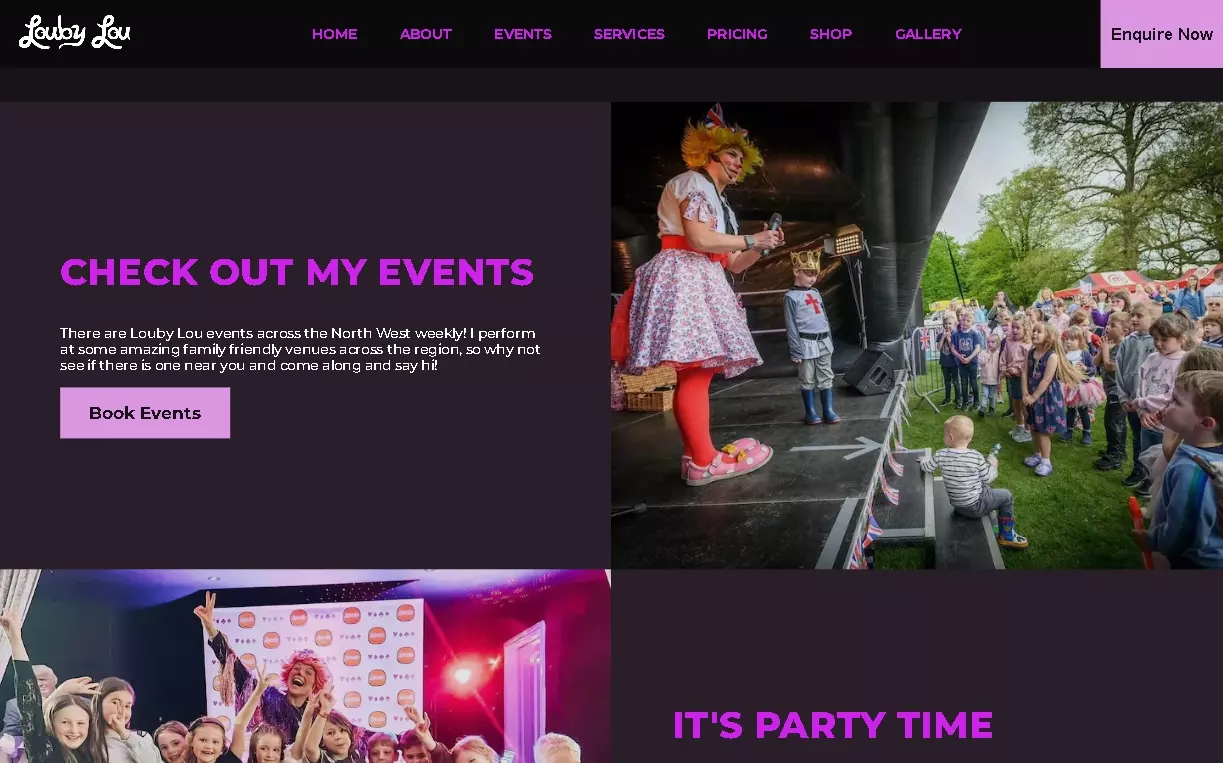 Louby Lou
HOME
ABOUT
EVENTS
SERVICES
PRICING
SHOP
GALLERY
Enquire Now
CHECK OUT MY EVENTS
There are Louby Lou events across the North West weekly! I perform
at some amazing family friendly venues across the region, so why not
see if there is one near you and come along and say hi!
Book Events
IT'S PARTY TIME